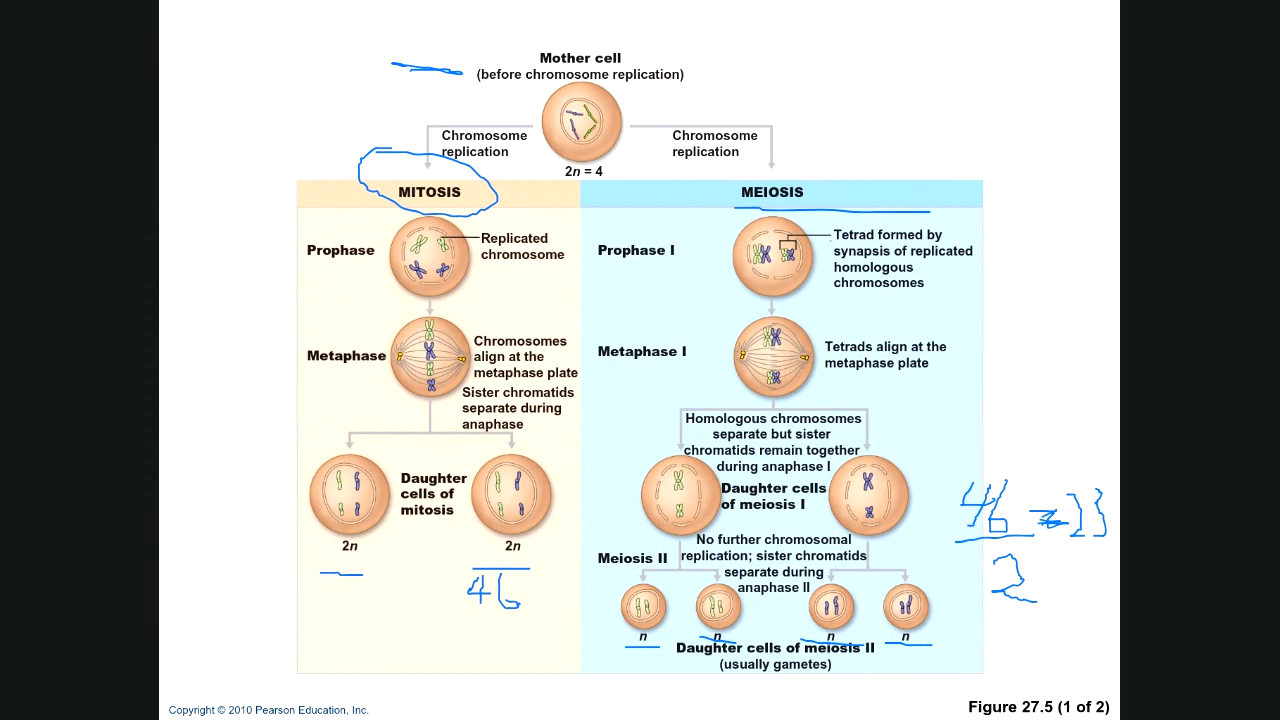 Mother cell
(before chromosome replication)
Chromosome
replication
Chromosome
replication
2n = 4
MITOSIS
MEIOSIS
Prophase
Replicated
chromosome
Prophase I
Tetrad formed by
synapsis of replicated
homologous
chromosomes
Metaphase
Chromosomes
align at the
metaphase plate
Metaphase I
Tetrads align at the
metaphase plate
Sister chromatids
separate during
anaphase
Homologous chromosomes
separate but sister
chromatids remain together
during anaphase I
Daughter
cells of
mitosis
Daughter cells
of meiosis I
2n
2n
46
46
2
No further chromosomal
replication; sister chromatids
separate during
anaphase II
Meiosis II
n
n
n
n
Daughter cells of meiosis II
(usually gametes)
Copyright © 2010 Pearson Education, Inc.
Figure 27.5 (1 of 2)